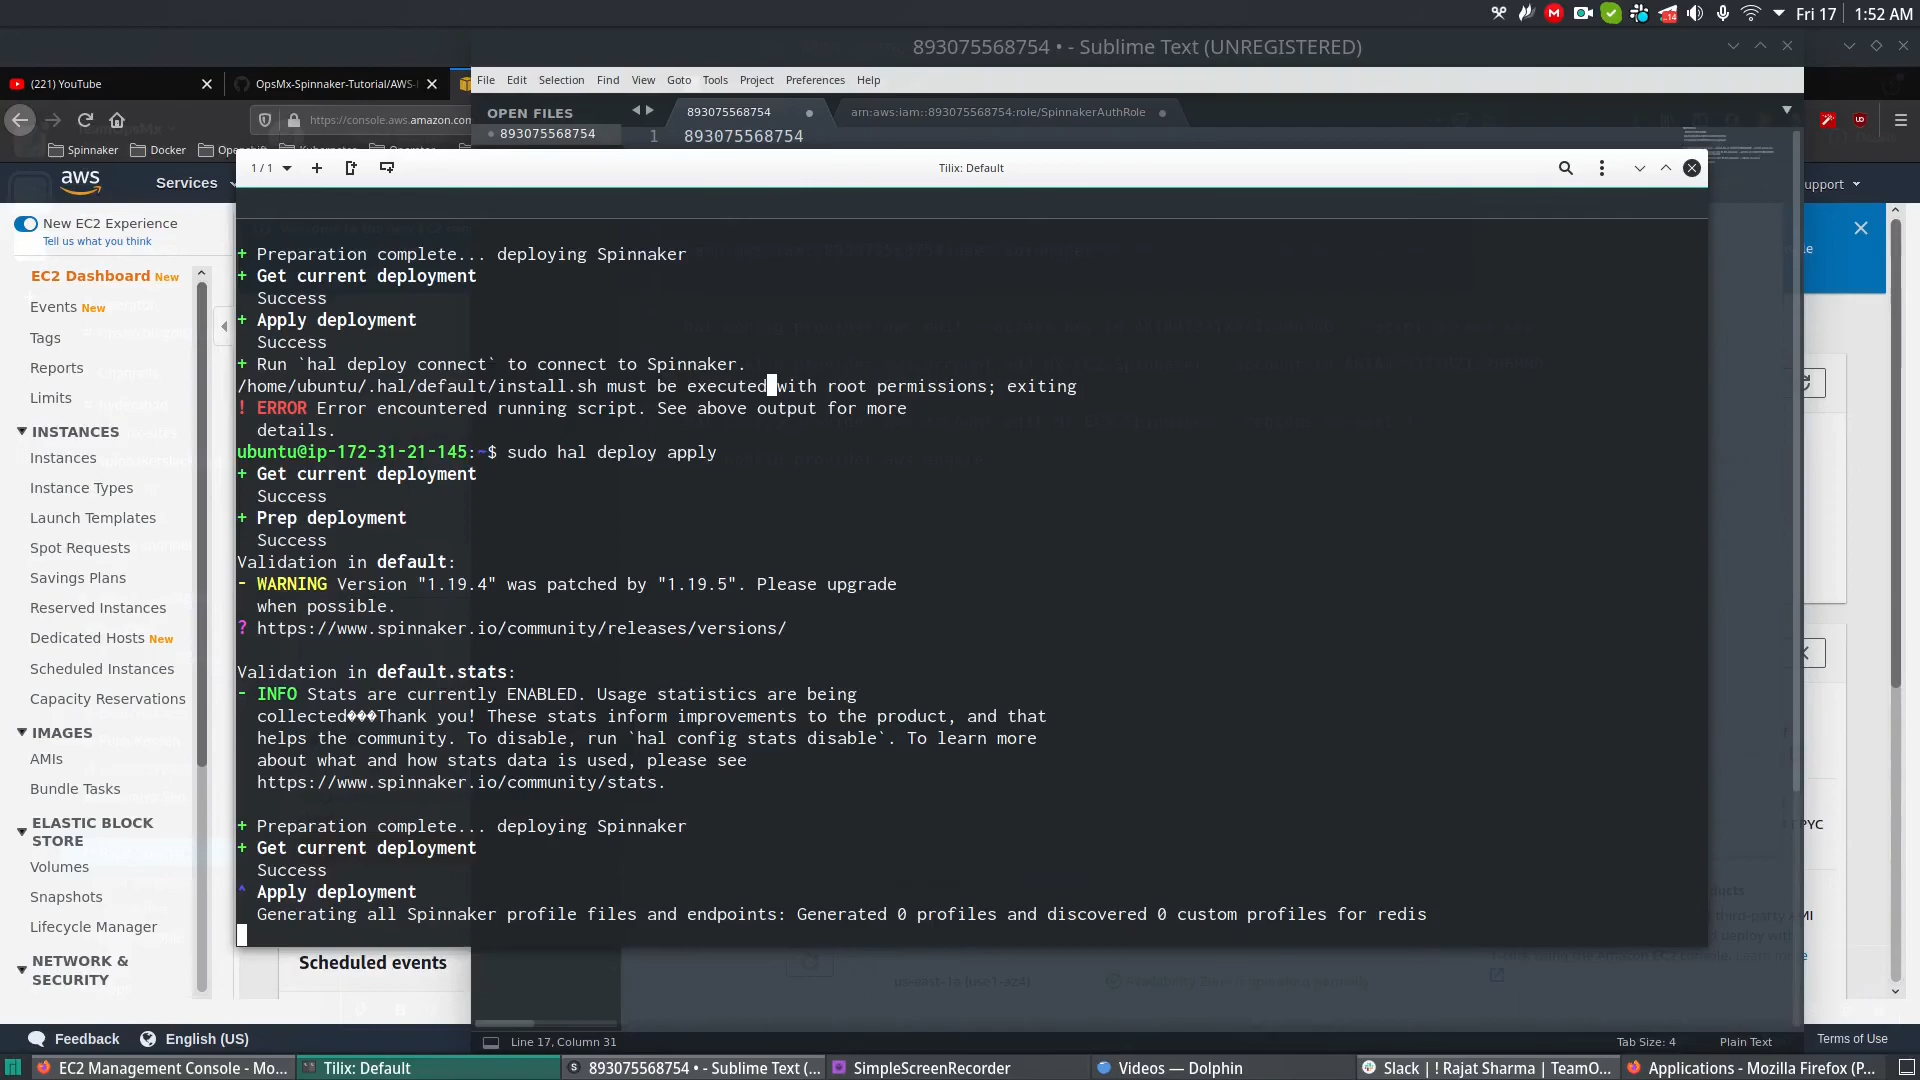 Fri 17 1:52 AM
893075568754 • - Sublime Text (UNREGISTERED)
File Edit Selection Find View Goto Tools Project Preferences Help
(221) YouTube
OpsMx-Spinnaker-Tutorial/AWS-
OPEN FILES
893075568754
arn:aws:iam::893075568754:role/SpinnakerAuthRole
https://console.aws.amazon.com
893075568754
1 893075568754
Spinnaker Docker
1 / 1
Tilix: Default
aws
Services
upport
New EC2 Experience
Tell us what you think
EC2 Dashboard New
Events New
Tags
Reports
Limits
INSTANCES
Instances
Instance Types
Launch Templates
Spot Requests
Savings Plans
Reserved Instances
Dedicated Hosts New
Scheduled Instances
Capacity Reservations
IMAGES
AMIs
Bundle Tasks
ELASTIC BLOCK
STORE
Volumes
Snapshots
Lifecycle Manager
NETWORK &
SECURITY
+ Preparation complete... deploying Spinnaker
+ Get current deployment
Success
+ Apply deployment
Success
+ Run `hal deploy connect` to connect to Spinnaker.
/home/ubuntu/.hal/default/install.sh must be executed with root permissions; exiting
! ERROR Error encountered running script. See above output for more
details.
ubuntu@ip-172-31-21-145:~$ sudo hal deploy apply
+ Get current deployment
Success
+ Prep deployment
Success
Validation in default:
- WARNING Version "1.19.4" was patched by "1.19.5". Please upgrade
when possible.
? https://www.spinnaker.io/community/releases/versions/
Validation in default.stats:
- INFO Stats are currently ENABLED. Usage statistics are being
collected���Thank you! These stats inform improvements to the product, and that
helps the community. To disable, run `hal config stats disable`. To learn more
about what and how stats data is used, please see
https://www.spinnaker.io/community/stats.
+ Preparation complete... deploying Spinnaker
+ Get current deployment
Success
^ Apply deployment
Generating all Spinnaker profile files and endpoints: Generated 0 profiles and discovered 0 custom profiles for redis
Scheduled events
Feedback English (US)
Line 17, Column 31
Tab Size: 4
Plain Text
Terms of Use
EC2 Management Console - Mo...
Tilix: Default
893075568754 • - Sublime Text (...
SimpleScreenRecorder
Videos — Dolphin
Slack | ! Rajat Sharma | TeamO...
Applications - Mozilla Firefox (P...